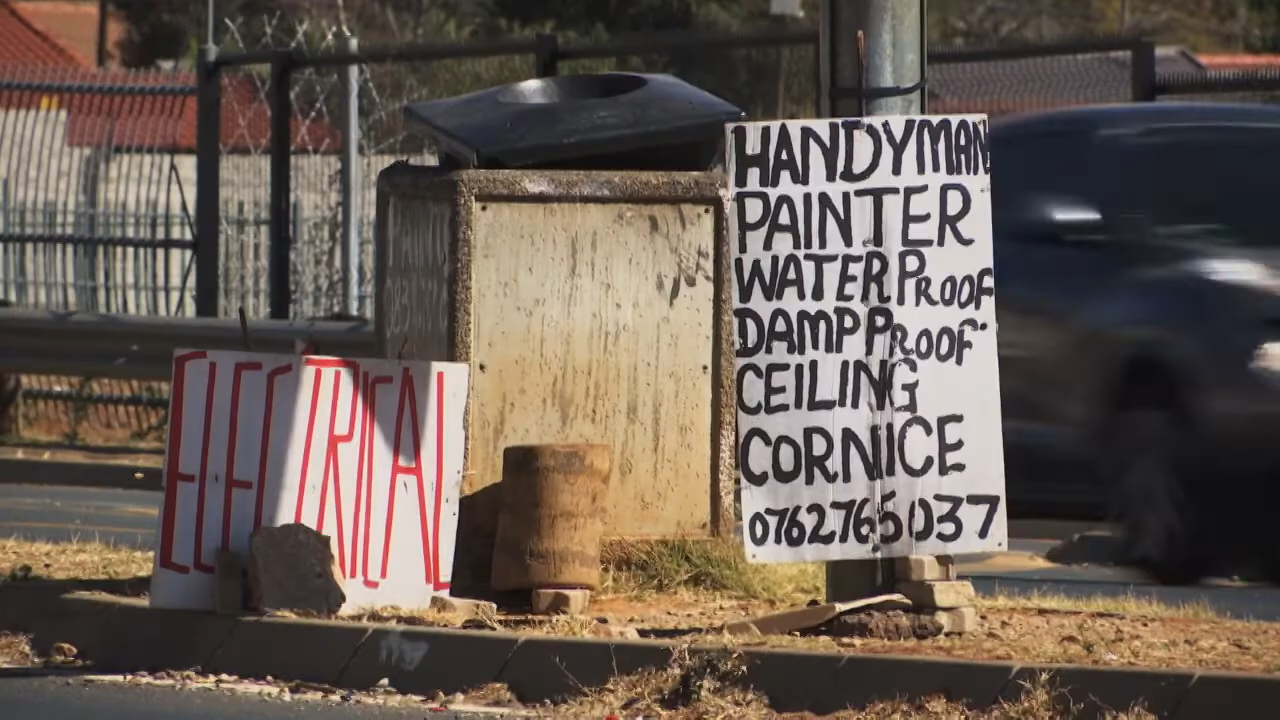 ELECTRICAL
HANDYMAN
PAINTER
WATERPROOF
DAMPPROOF
CEILING
CORNICE
0762765037